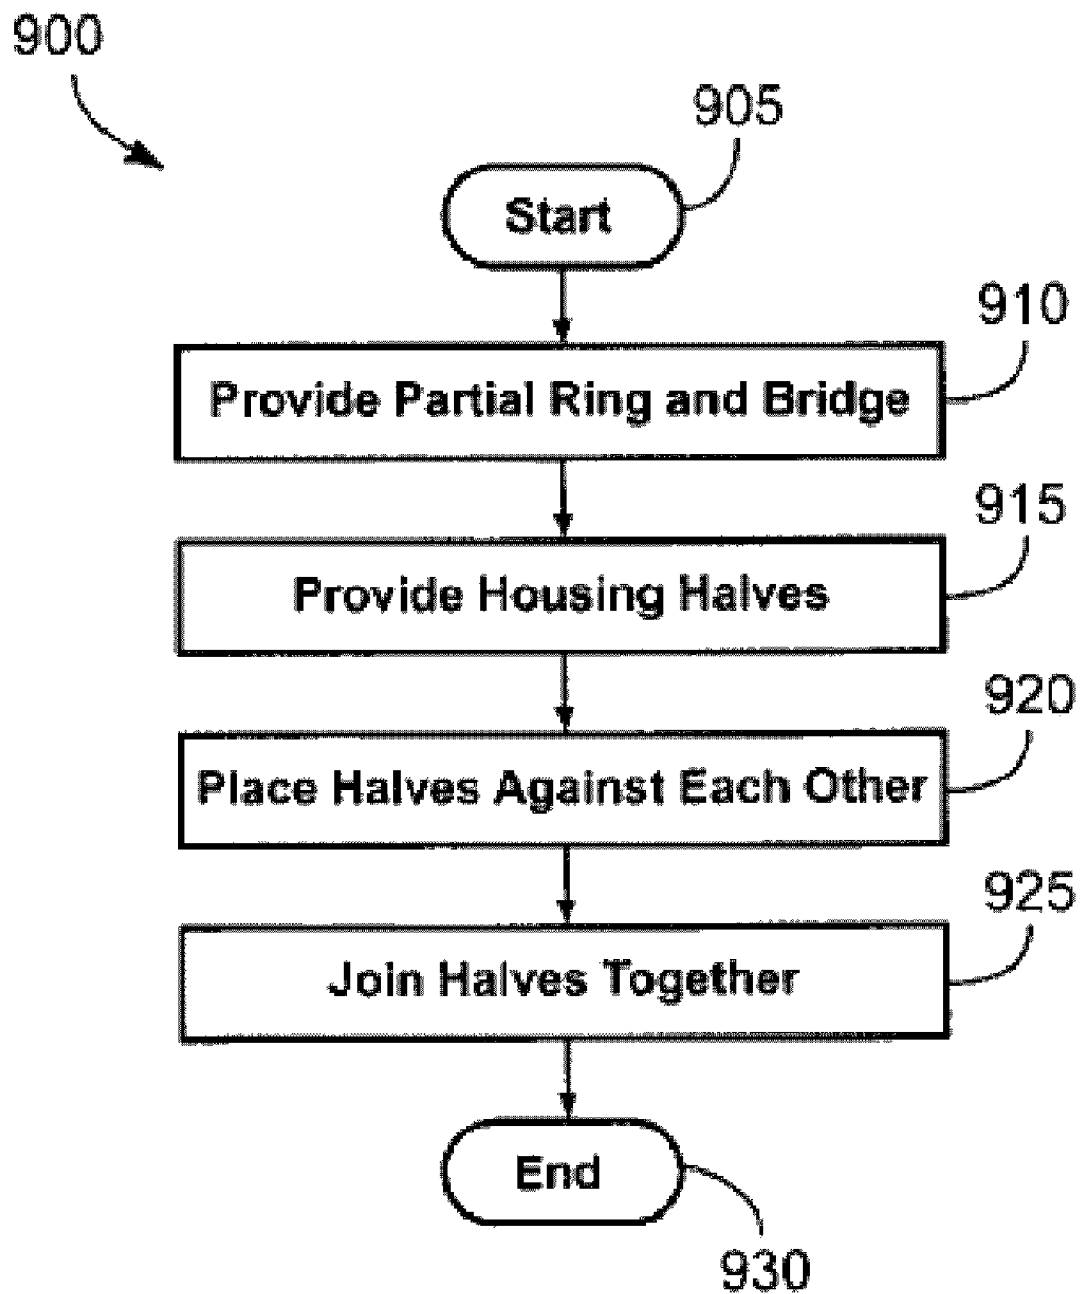 900
905
Start
910
Provide Partial Ring and Bridge
915
Provide Housing Halves
920
Place Halves Against Each Other
925
Join Halves Together
End
930